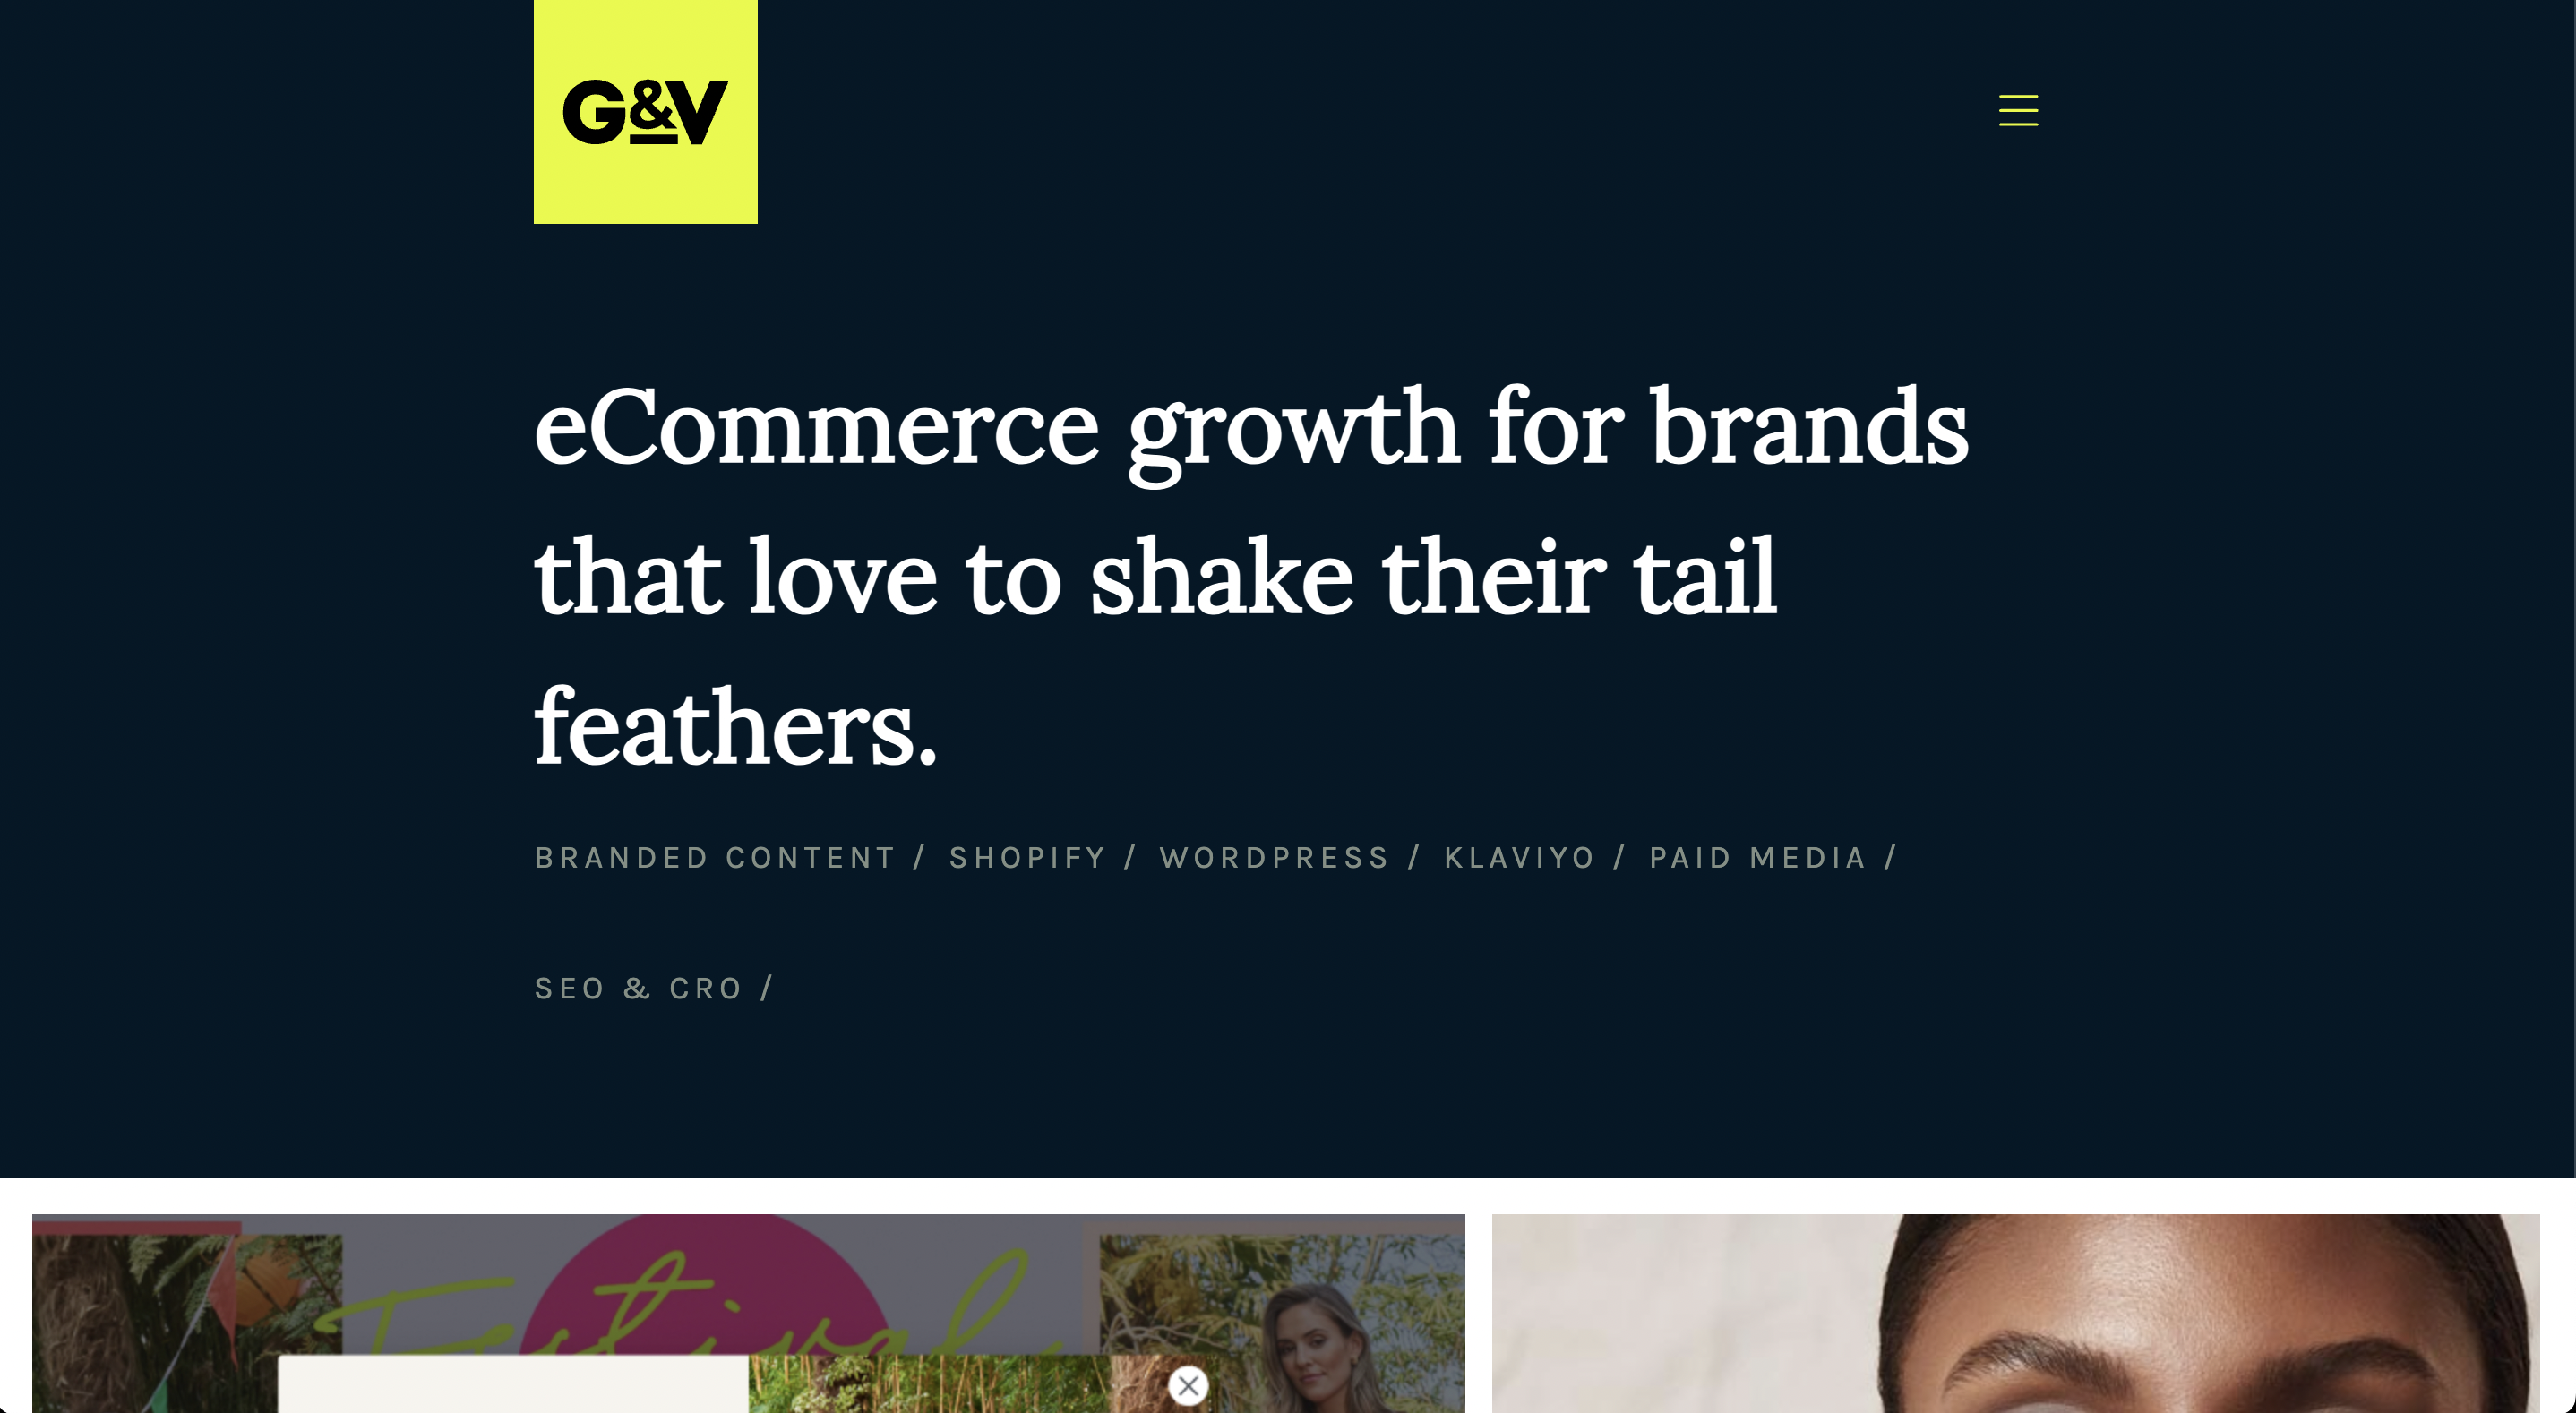 G&V
eCommerce growth for brands
that love to shake their tail
feathers.
BRANDED CONTENT / SHOPIFY / WORDPRESS / KLAVIYO / PAID MEDIA /
SEO & CRO /
Festival